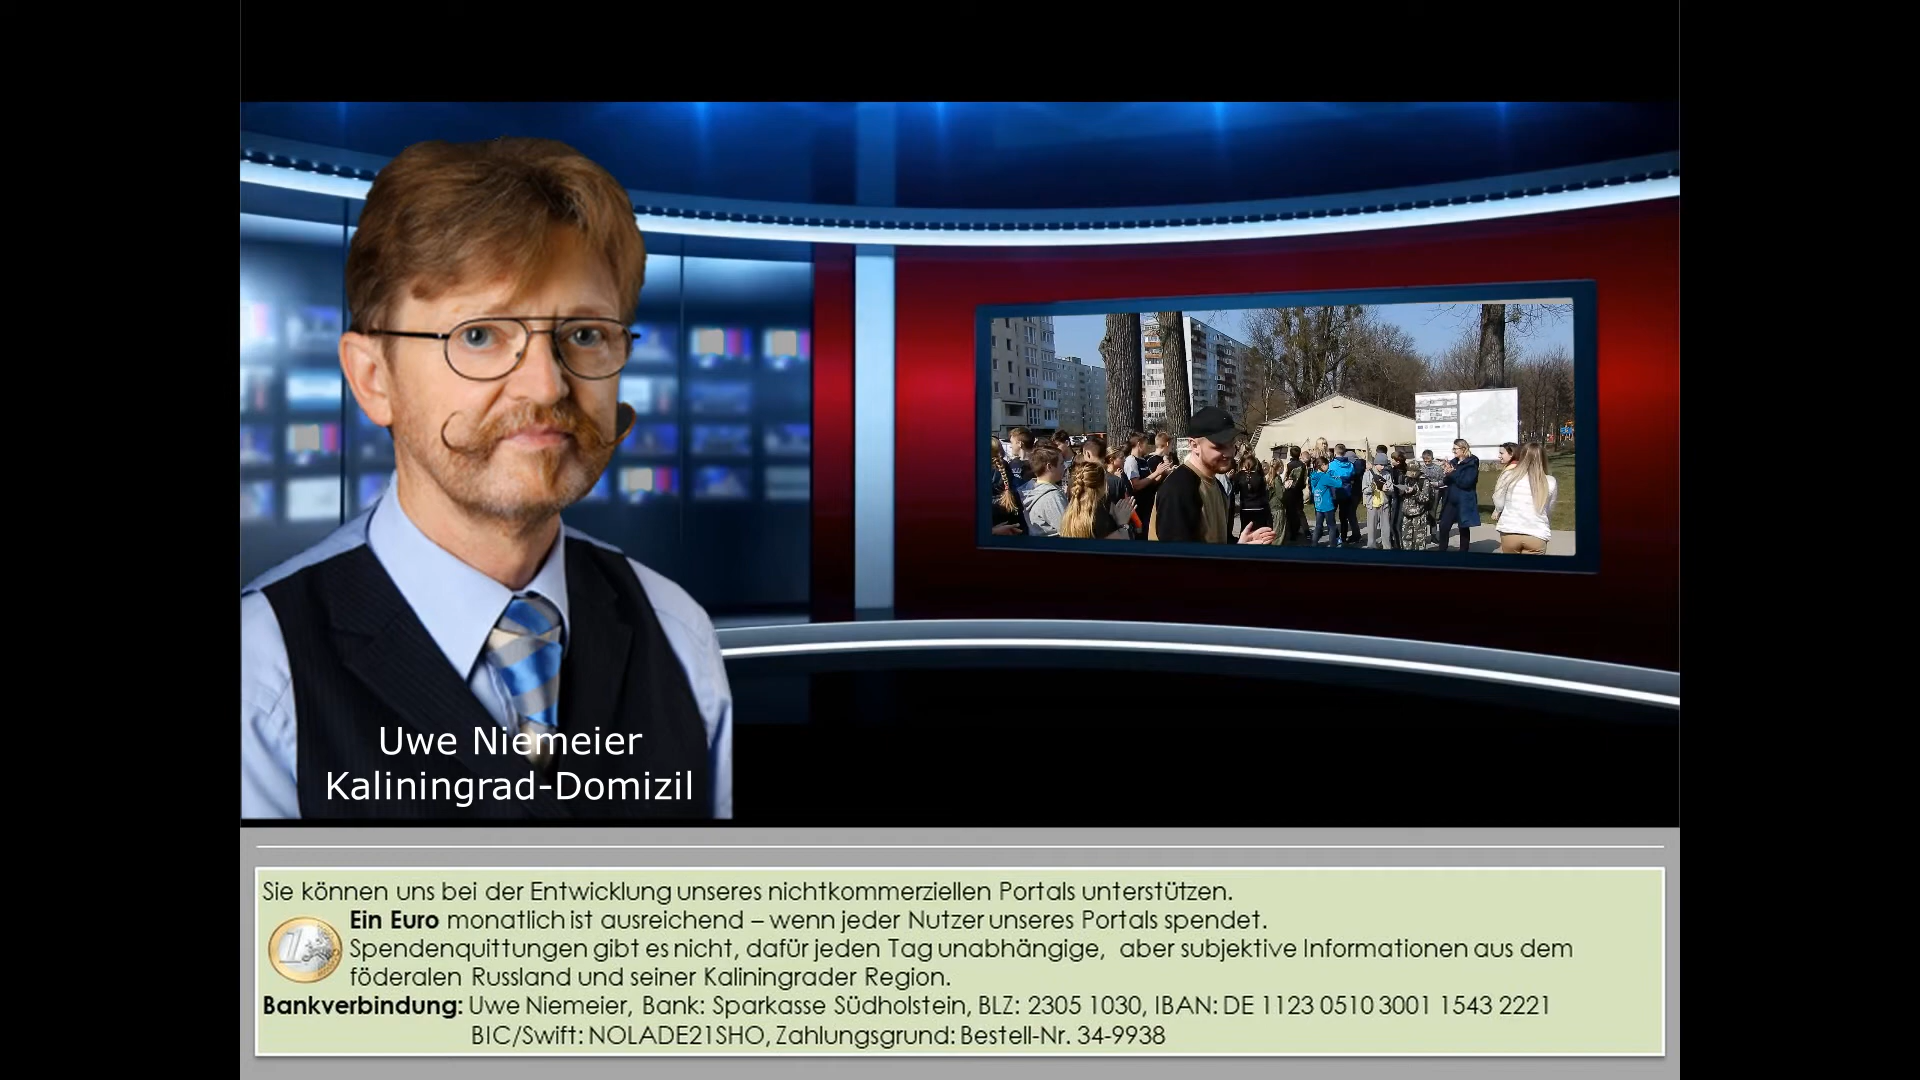 Uwe Niemeier
Kaliningrad-Domizil
Sie können uns bei der Entwicklung unseres nichtkommerziellen Portals unterstützen.
Ein Euro monatlich ist ausreichend – wenn jeder Nutzer unseres Portals spendet.
Spendenquittungen gibt es nicht, dafür jeden Tag unabhängige, aber subjektive Informationen aus dem
föderalen Russland und seiner Kaliningrader Region.
Bankverbindung: Uwe Niemeier, Bank: Sparkasse Südholstein, BLZ: 2305 1030, IBAN: DE 1123 0510 3001 1543 2221
BIC/Swift: NOLADE21SHO, Zahlungsgrund: Bestell-Nr. 34-9938